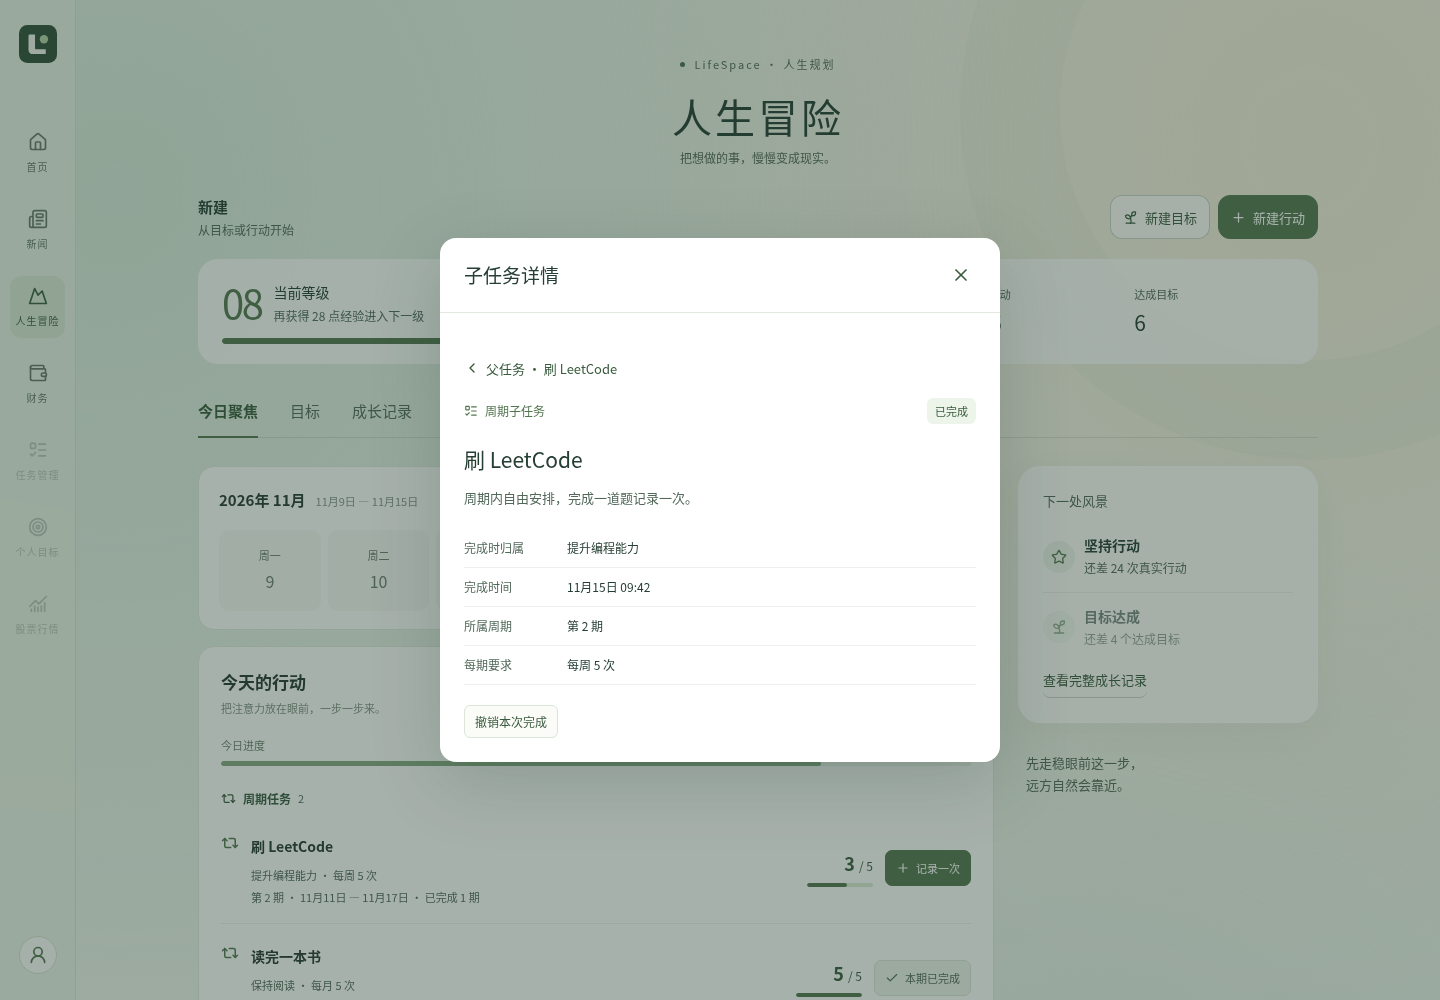 LifeSpace · 人生规划
人生冒险
把想做的事，慢慢变成现实。
首页
新闻
人生冒险
财务
任务管理
个人目标
股票行情
新建
从目标或行动开始
新建目标
新建行动
08
当前等级
再获得 28 点经验进入下一级
动
达成目标
6
今日聚焦
目标
成长记录
2026年 11月
11月9日 — 11月15日
周一
9
周二
10
今天的行动
把注意力放在眼前，一步一步来。
今日进度
周期任务 2
刷 LeetCode
提升编程能力 · 每周 5 次
第 2 期 · 11月11日 — 11月17日 · 已完成 1 期
3 / 5
记录一次
读完一本书
保持阅读 · 每月 5 次
5 / 5
本期已完成
子任务详情
父任务 · 刷 LeetCode
周期子任务
已完成
刷 LeetCode
周期内自由安排，完成一道题记录一次。
完成时归属 提升编程能力
完成时间 11月15日 09:42
所属周期 第 2 期
每期要求 每周 5 次
撤销本次完成
下一处风景
坚持行动
还差 24 次真实行动
目标达成
还差 4 个达成目标
查看完整成长记录
先走稳眼前这一步，
远方自然会靠近。